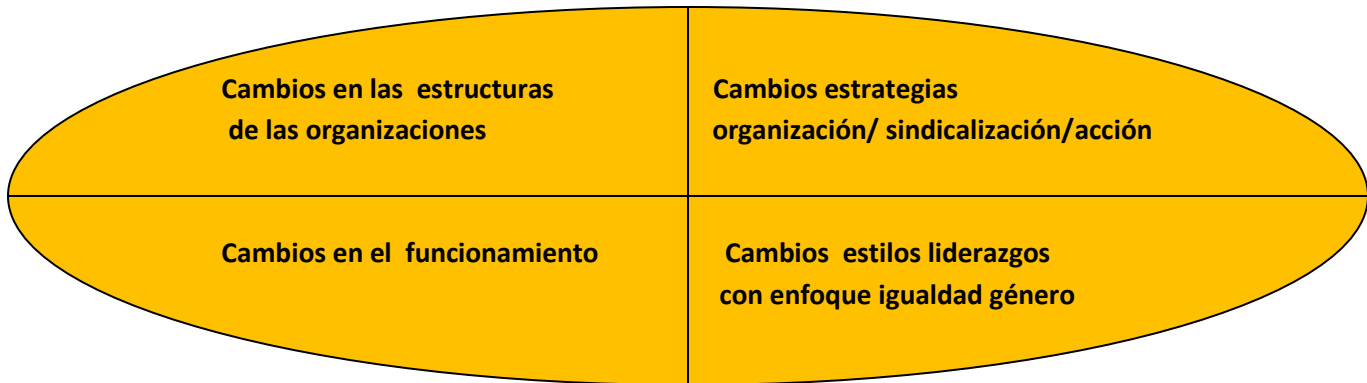 Cambios en las estructuras
de las organizaciones
Cambios estrategias
organización/ sindicalización/acción
Cambios en el funcionamiento
Cambios estilos liderazgos
con enfoque igualdad género